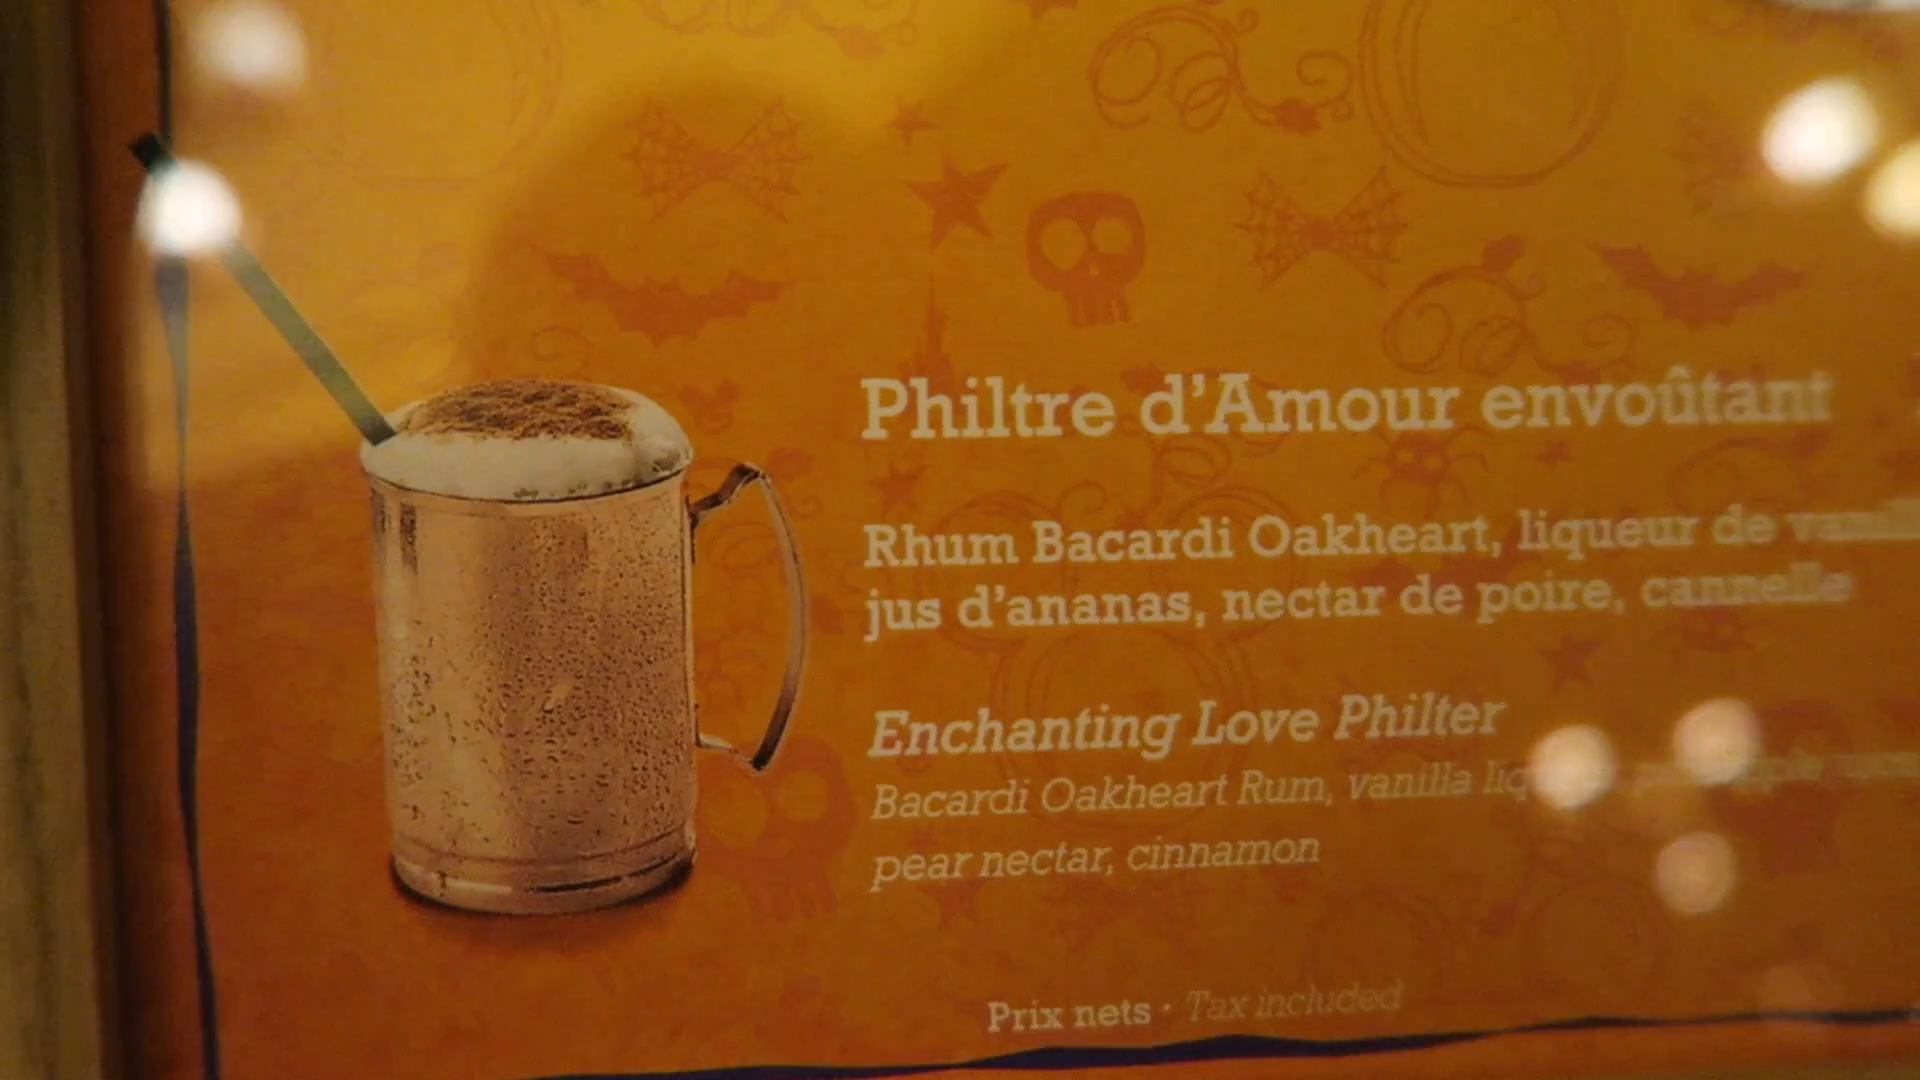 Philtre d'Amour envoûtant
Rhum Bacardi Oakheart, liqueur de
jus d'ananas, nectar de poire, cannelle
Enchanting Love Philter
Bacardi Oakheart Rum, vanilla
pear nectar, cinnamon
Prix nets · Tax included